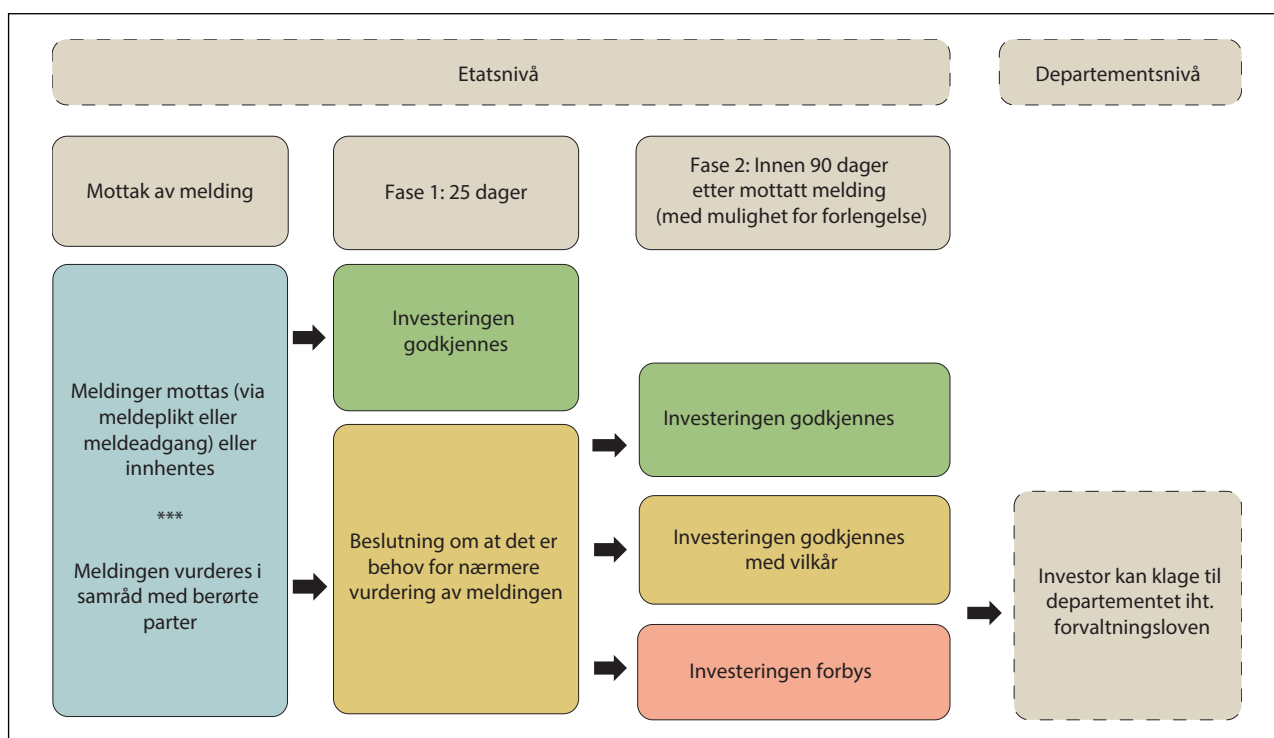 Etatsnivå
Departementsnivå
Mottak av melding
Fase 1: 25 dager
Fase 2: Innen 90 dager
etter mottatt melding
(med mulighet for forlengelse)
Meldinger mottas (via
meldeplikt eller
meldeadgang) eller
innhentes
***
Meldingen vurderes i
samråd med berørte
parter
Investeringen
godkjennes
Beslutning om at det er
behov for nærmere
vurdering av meldingen
Investeringen godkjennes
Investeringen godkjennes
med vilkår
Investeringen forbys
Investor kan klage til
departementet iht.
forvaltningsloven